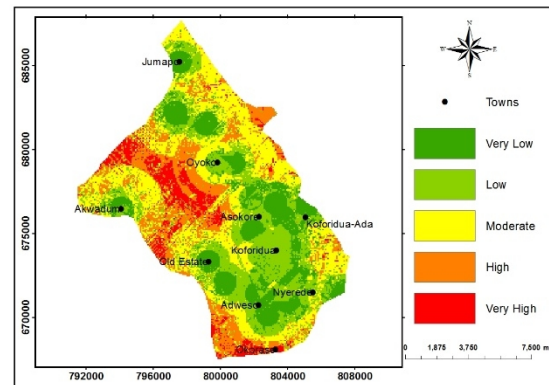 685000
680000
675000
670000
Jumapo
Oyoko
Akwadum
Asokore
Koforidua-Ada
Koforidua
Old Estate
Nyerede
Adweso
792000 796000 800000 804000 808000
N
W E
S
Towns
Very Low
Low
Moderate
High
Very High
0 1,875 3,750 7,500 m